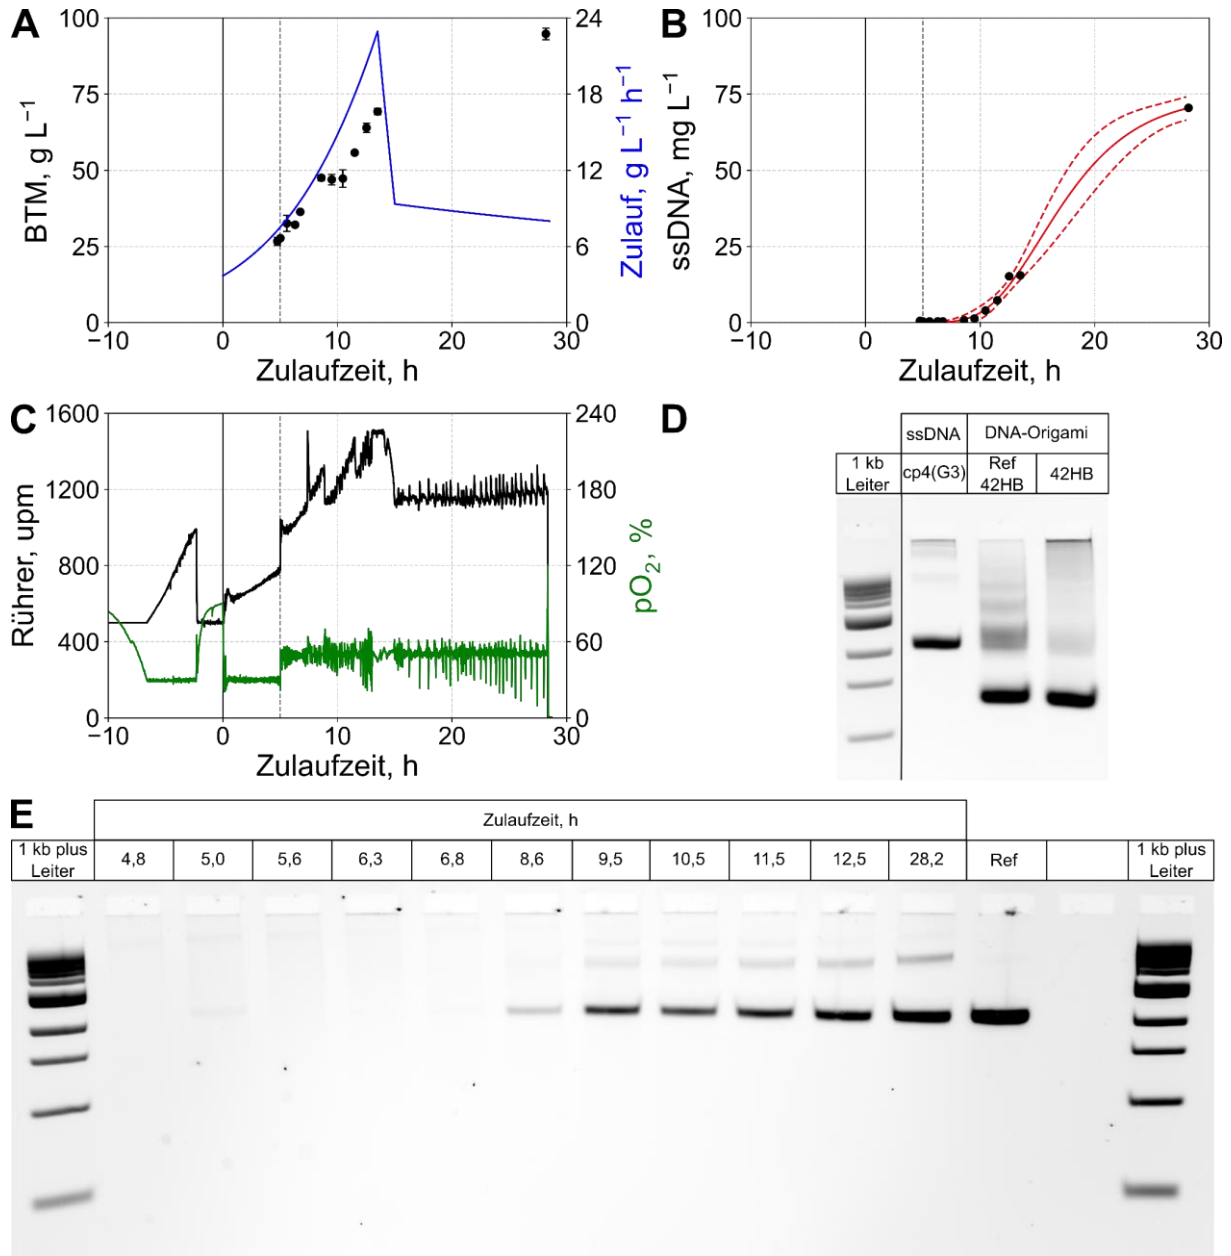 A
100
75
50
25
0
BTM, g L⁻¹
24
18
12
6
0
Zulauf, g L⁻¹ h⁻¹
−10
0
10
20
30
Zulaufzeit, h
B
100
75
50
25
0
ssDNA, mg L⁻¹
−10
0
10
20
30
Zulaufzeit, h
C
1600
1200
800
400
0
Rührer, upm
240
180
120
60
0
pO₂, %
−10
0
10
20
30
Zulaufzeit, h
D
ssDNA
DNA-Origami
1 kb
Leiter
cp4(G3)
Ref
42HB
42HB
E
Zulaufzeit, h
1 kb plus
Leiter
4,8
5,0
5,6
6,3
6,8
8,6
9,5
10,5
11,5
12,5
28,2
Ref
1 kb plus
Leiter